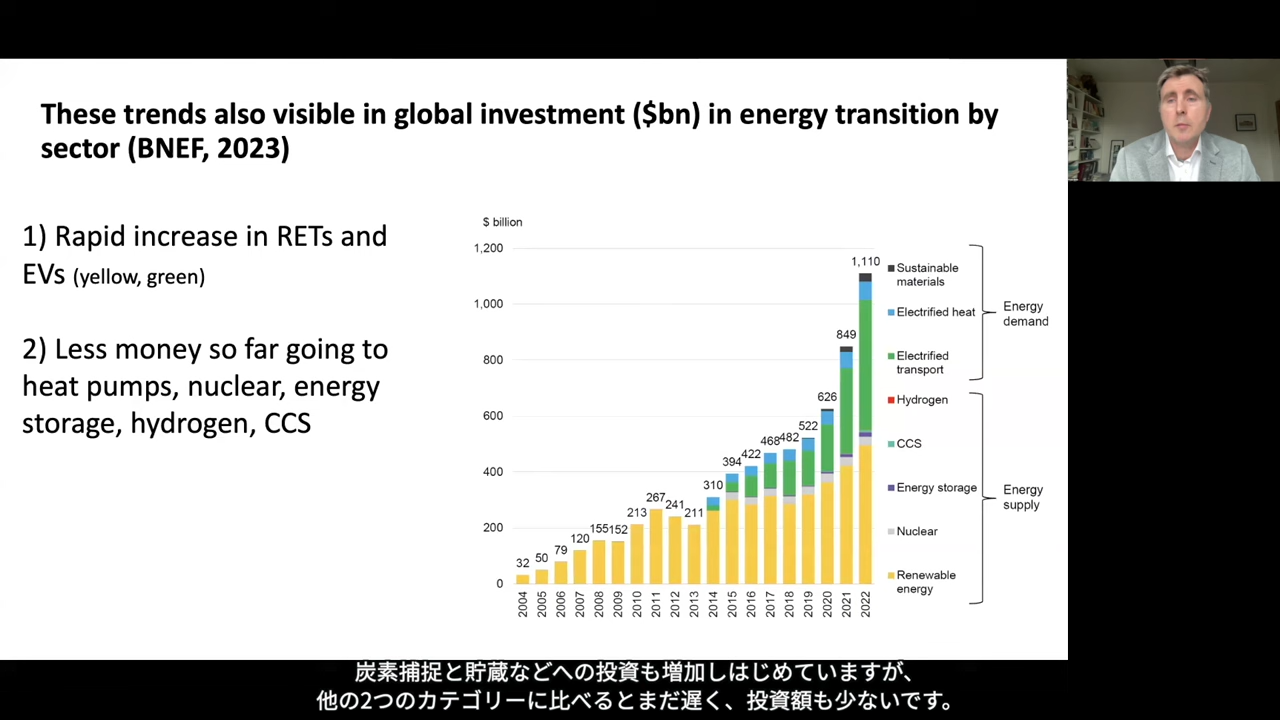 These trends also visible in global investment ($bn) in energy transition by
sector (BNEF, 2023)
1) Rapid increase in RETs and
EVs (yellow, green)
2) Less money so far going to
heat pumps, nuclear, energy
storage, hydrogen, CCS
$ billion
1,200
1,000
800
600
400
200
0
32
50
79
120
155
152
213
267
241
211
310
394
422
468
482
522
626
849
1,110
2004
2005
2006
2007
2008
2009
2010
2011
2012
2013
2014
2015
2016
2017
2018
2019
2020
2021
2022
Sustainable
materials
Electrified heat
Electrified
transport
Hydrogen
CCS
Energy storage
Nuclear
Renewable
energy
Energy
demand
Energy
supply
炭素捕捉と貯蔵などへの投資も増加しはじめていますが、
他の2つのカテゴリーに比べるとまだ遅く、投資額も少ないです。